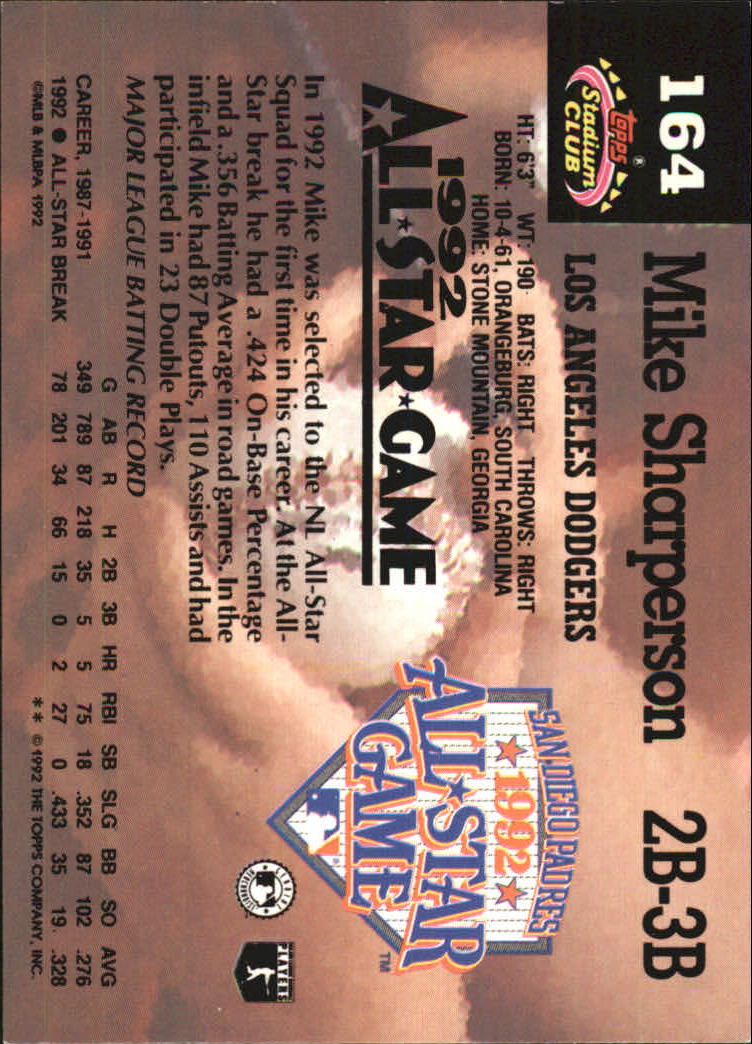 164
topps®
Stadium
CLUB
Mike Sharperson 2B-3B
LOS ANGELES DODGERS
HT: 6'3" WT: 190 BATS: RIGHT THROWS: RIGHT
BORN: 10-4-61, ORANGEBURG, SOUTH CAROLINA
HOME: STONE MOUNTAIN, GEORGIA
1992
ALL★STAR★GAME
SAN DIEGO PADRES
★1992★
ALL★STAR
GAME
TM
In 1992 Mike was selected to the NL All-Star
Squad for the first time in his career. At the All-
Star break he had a .424 On-Base Percentage
and a .356 Batting Average in road games. In the
infield Mike had 87 Putouts, 110 Assists and had
participated in 23 Double Plays.
PLAYERS
MAJOR LEAGUE BATTING RECORD
G AB R H 2B 3B HR RBI SB SLG BB SO AVG
CAREER, 1987-1991 349 789 87 218 35 5 5 75 18 .352 87 102 .276
1992 ● ALL-STAR BREAK 78 201 34 66 15 0 2 27 0 .433 35 19 .328
©MLB & MLBPA 1992 ** ©1992 THE TOPPS COMPANY, INC.